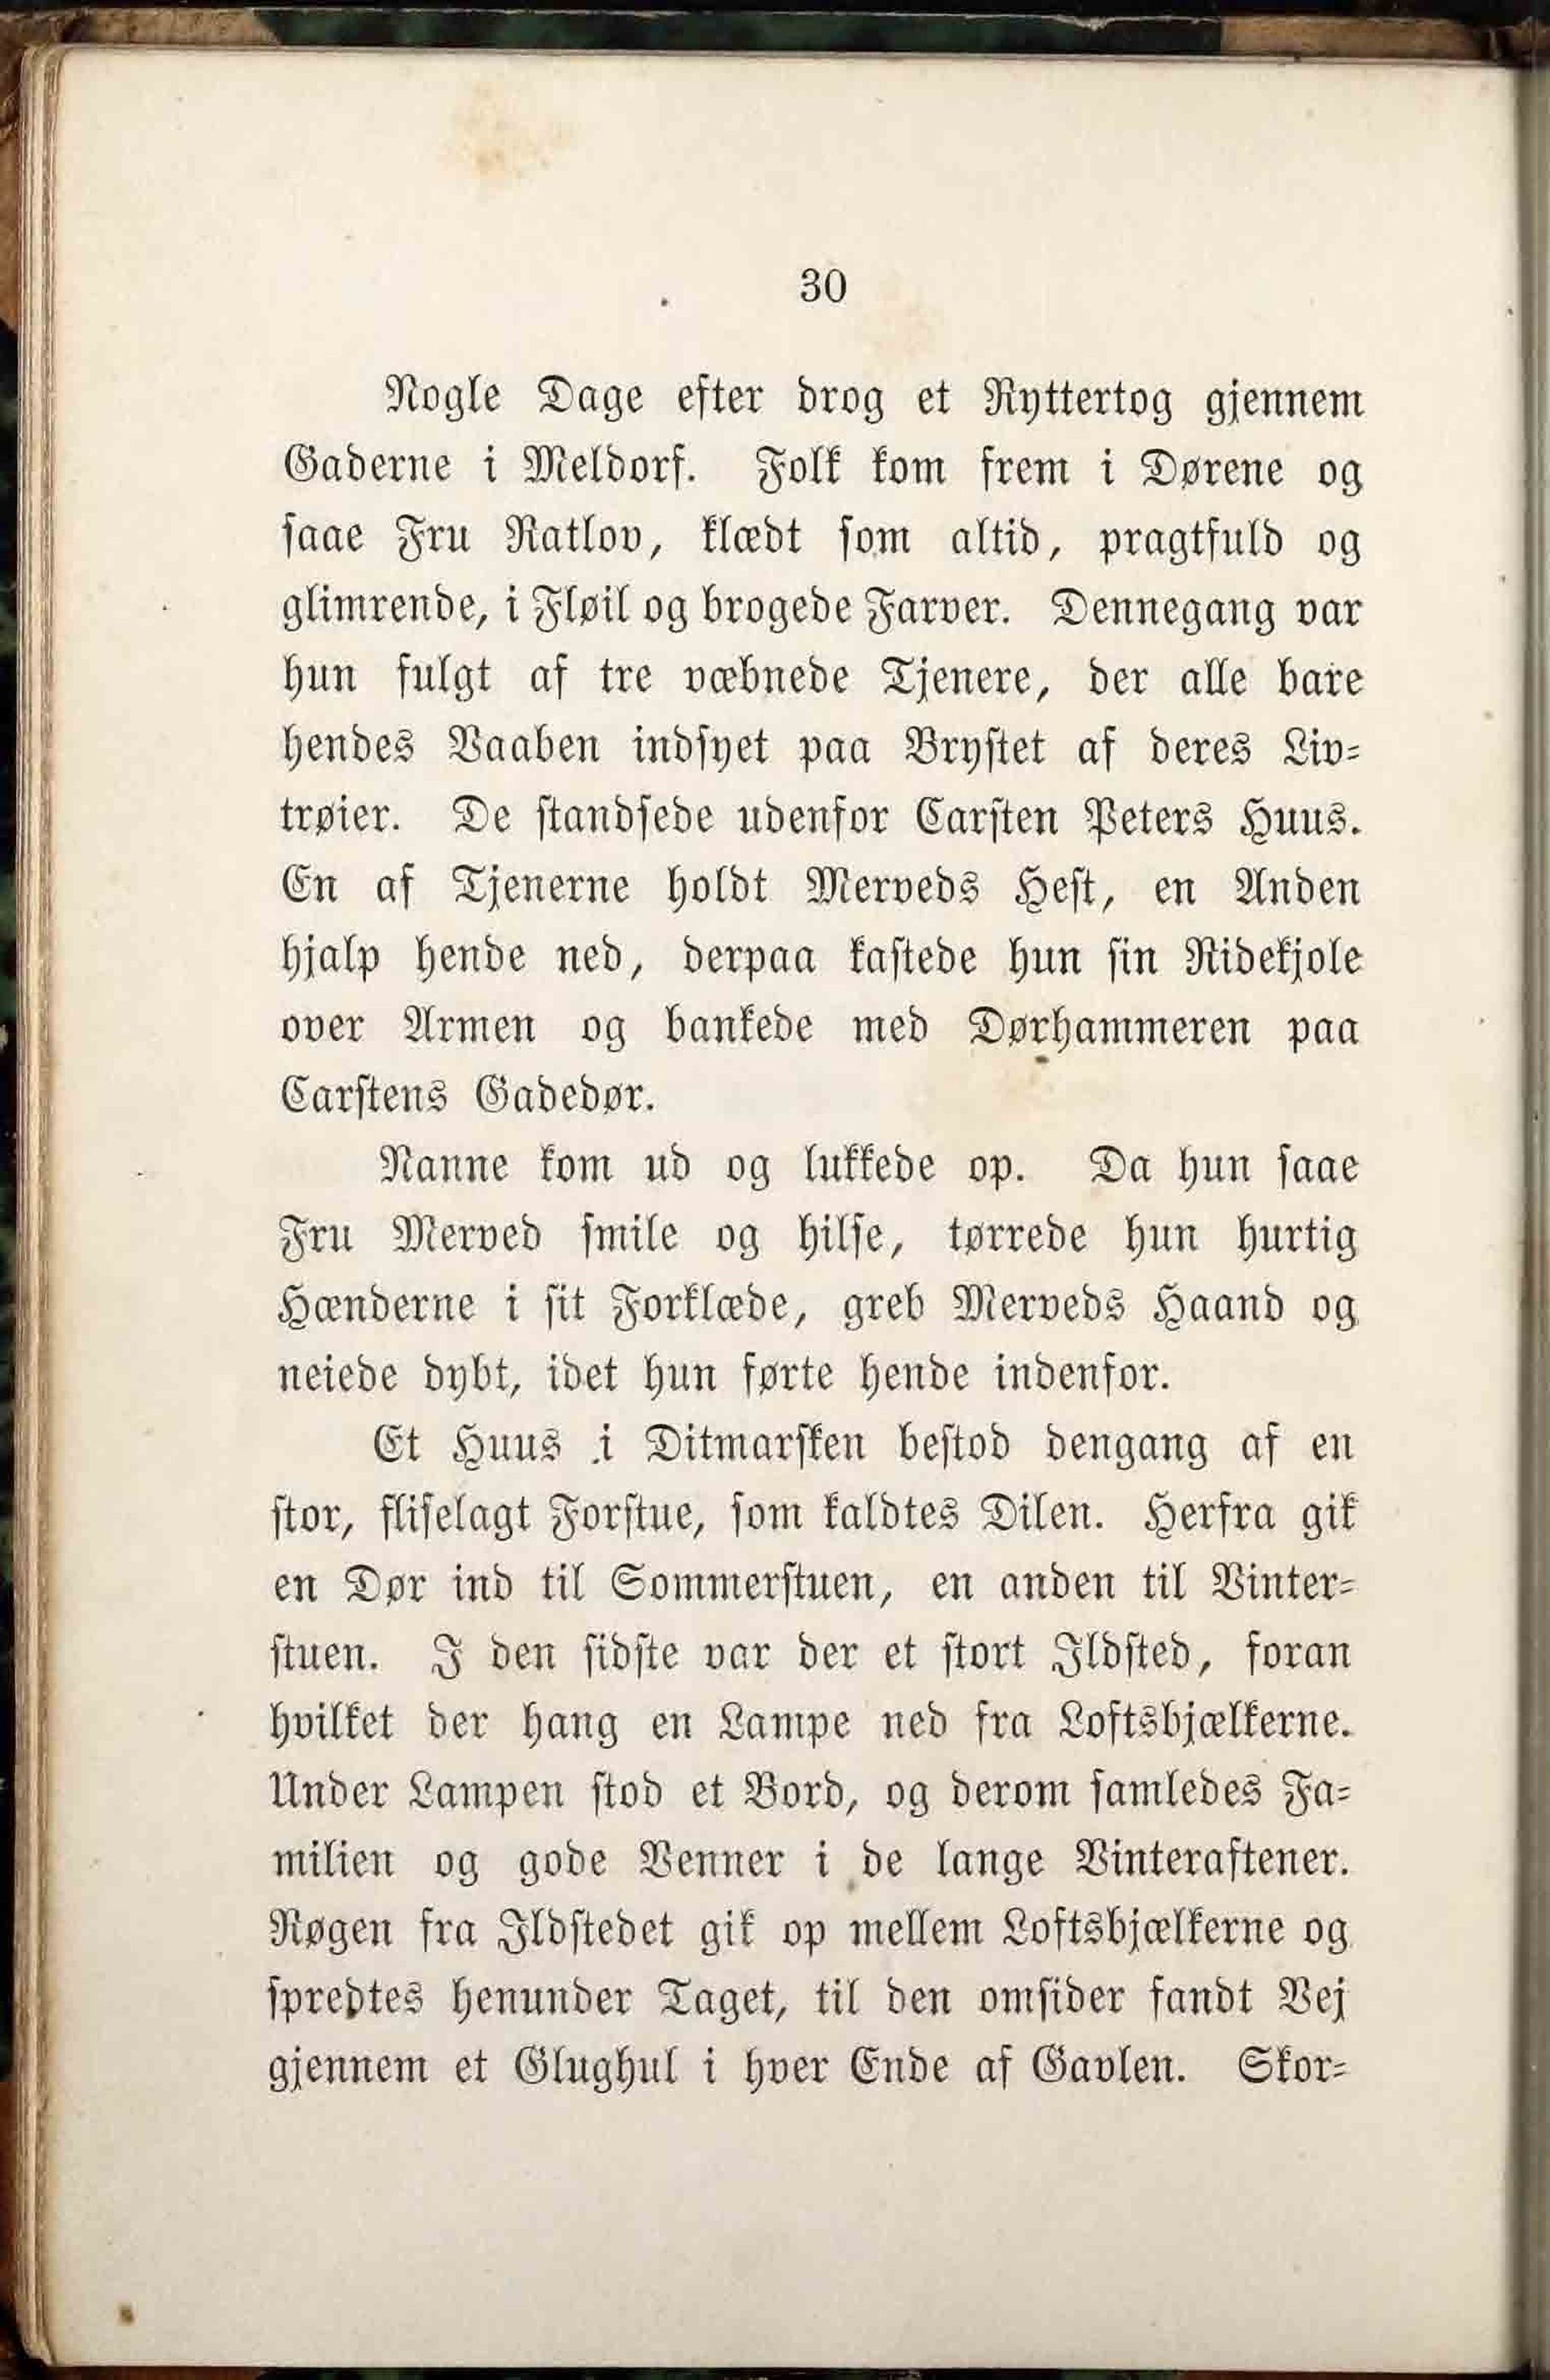 30
Nogle Dage efter drog et Ryttertog gjennem
Gaderne i Meldorf. Folk kom frem i Dørene og
saae Fru Ratlov, klædt som altid, pragtfuld og
glimrende, i Fløil og brogede Farver. Dennegang var
hun fulgt af tre væbnede Tjenere, der alle bare
hendes Vaaben indsyet paa Brystet af deres Liv-
trøier. De standsede udenfor Carsten Peters Huus.
En af Tjenerne holdt Merveds Hest, en Anden
hjalp hende ned, derpaa kastede hun sin Ridekjole
over Armen og bankede med Dørhammeren paa
Carstens Gadedør.
Nanne kom ud og lukkede op. Da hun saae
Fru Merved smile og hilse, tørrede hun hurtig
Hænderne i sit Forklæde, greb Merveds Haand og
neiede dybt, idet hun førte hende indenfor.
Et Huus i Ditmarsken bestod dengang af en
stor, fliselagt Forstue, som kaldtes Dilen. Herfra gik
en Dør ind til Sommerstuen, en anden til Vinter-
stuen. I den sidste var der et stort Ildsted, foran
hvilket der hang en Lampe ned fra Loftsbjælkerne.
Under Lampen stod et Bord, og derom samledes Fa-
milien og gode Venner i de lange Vinteraftener.
Røgen fra Ildstedet gik op mellem Loftsbjælkerne og
spredtes henunder Taget, til den omsider fandt Vej
gjennem et Glughul i hver Ende af Gavlen. Skor-